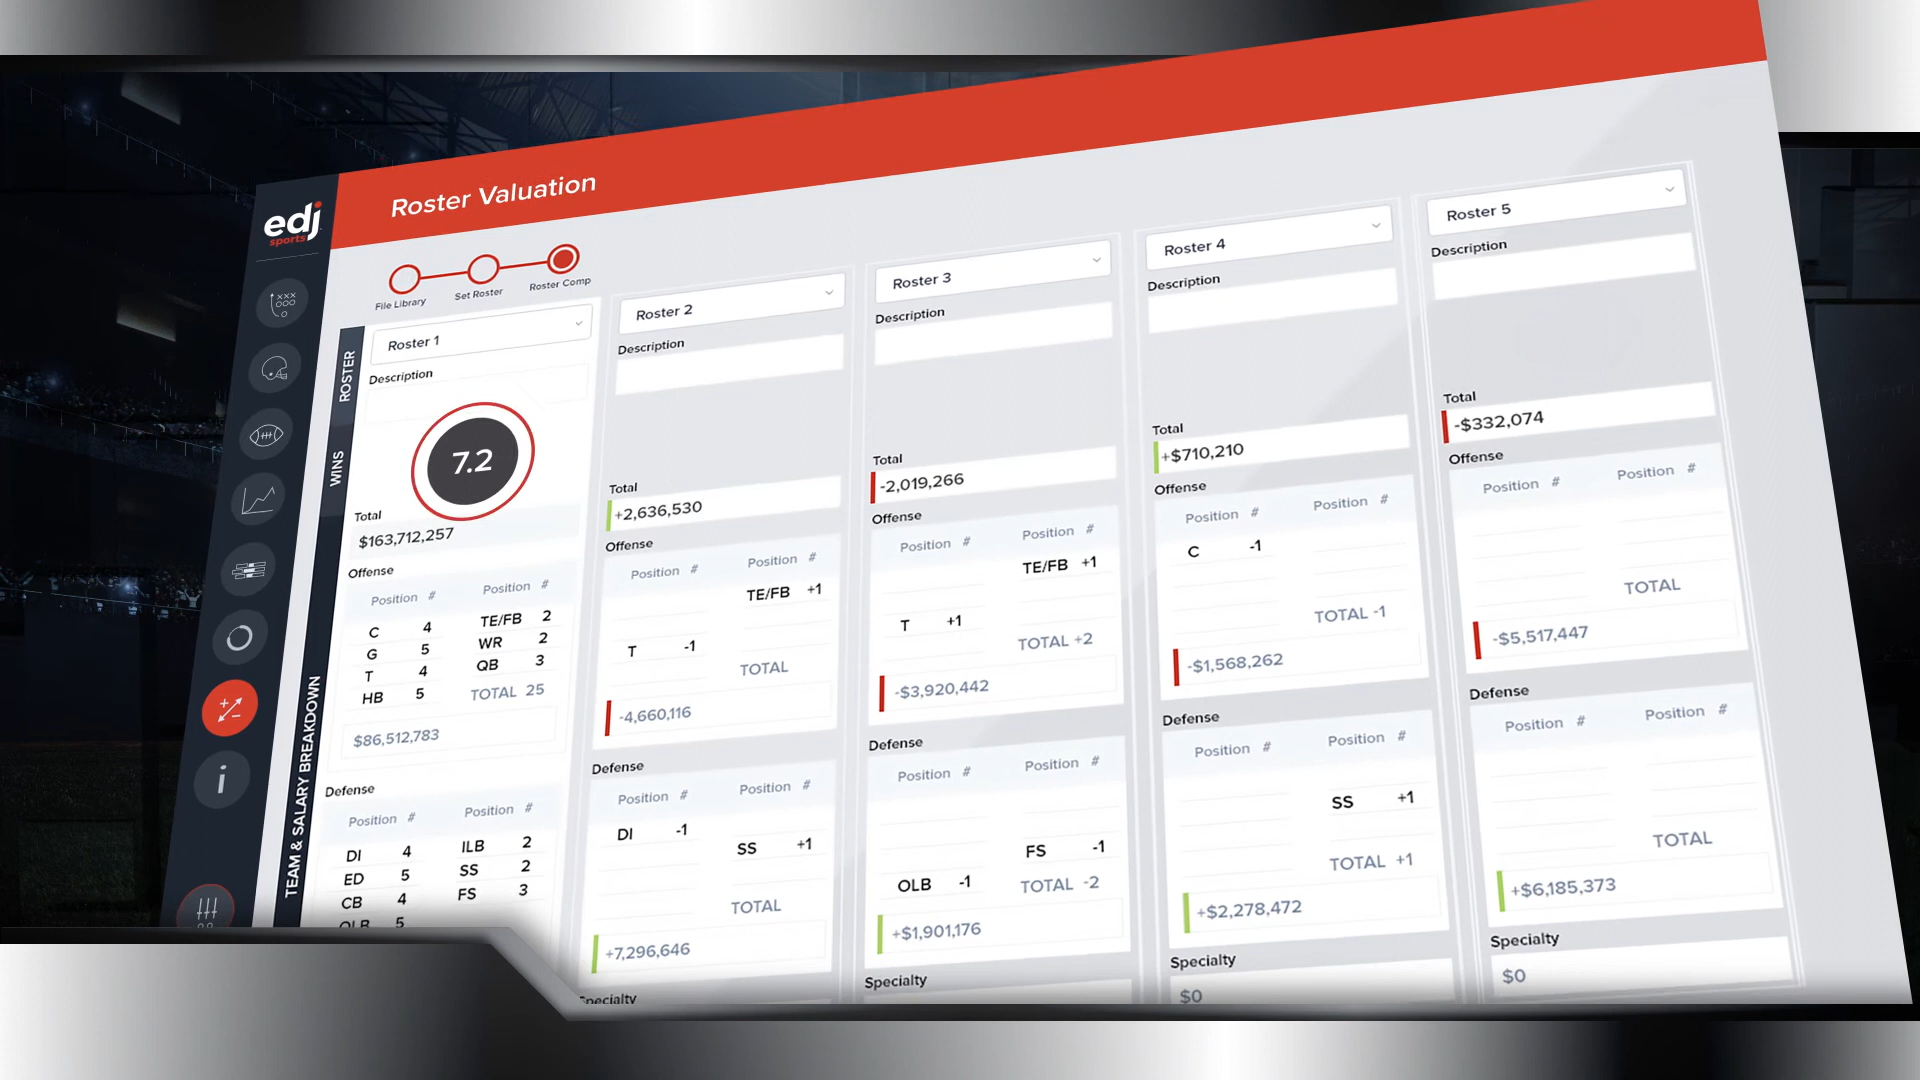 edj
sports
Roster Valuation
File Library
Set Roster
Roster Comp
ROSTER
WINS
TEAM & SALARY BREAKDOWN
Roster 1
Description
7.2
Total
$163,712,257
Offense
Position # Position #
C 4 TE/FB 2
G 5 WR 2
T 4 QB 3
HB 5 TOTAL 25
$86,512,783
Defense
Position # Position #
DI 4 ILB 2
ED 5 SS 2
CB 4 FS 3
OLB 5
Roster 2
Description
Total
+2,636,530
Offense
Position # Position #
TE/FB +1
T -1
TOTAL
-4,660,116
Defense
Position # Position #
DI -1
SS +1
TOTAL
+7,296,646
Specialty
Roster 3
Description
Total
-2,019,266
Offense
Position # Position #
TE/FB +1
T +1
TOTAL +2
-$3,920,442
Defense
Position # Position #
FS -1
OLB -1
TOTAL -2
+$1,901,176
Specialty
Roster 4
Description
Total
+$710,210
Offense
Position # Position #
C -1
TOTAL -1
-$1,568,262
Defense
Position # Position #
SS +1
TOTAL +1
+$2,278,472
Specialty
$0
Roster 5
Description
Total
-$332,074
Offense
Position # Position #
TOTAL
-$5,517,447
Defense
Position # Position #
TOTAL
+$6,185,373
Specialty
$0